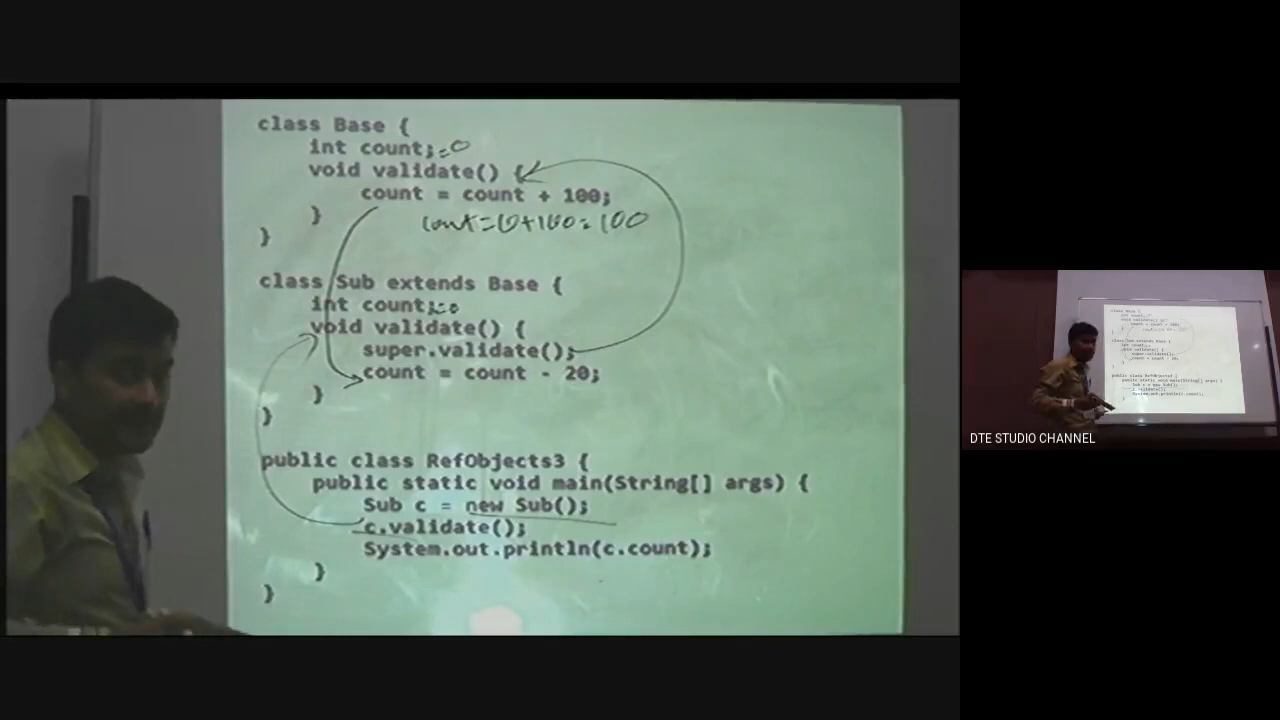 class Base {
int count;=0
void validate() {
count = count + 100;
}
count=0+100=100
}
class Sub extends Base {
int count;=0
void validate() {
super.validate();
count = count - 20;
}
}
public class RefObjects3 {
public static void main(String[] args) {
Sub c = new Sub();
c.validate();
System.out.println(c.count);
}
}
DTE STUDIO CHANNEL